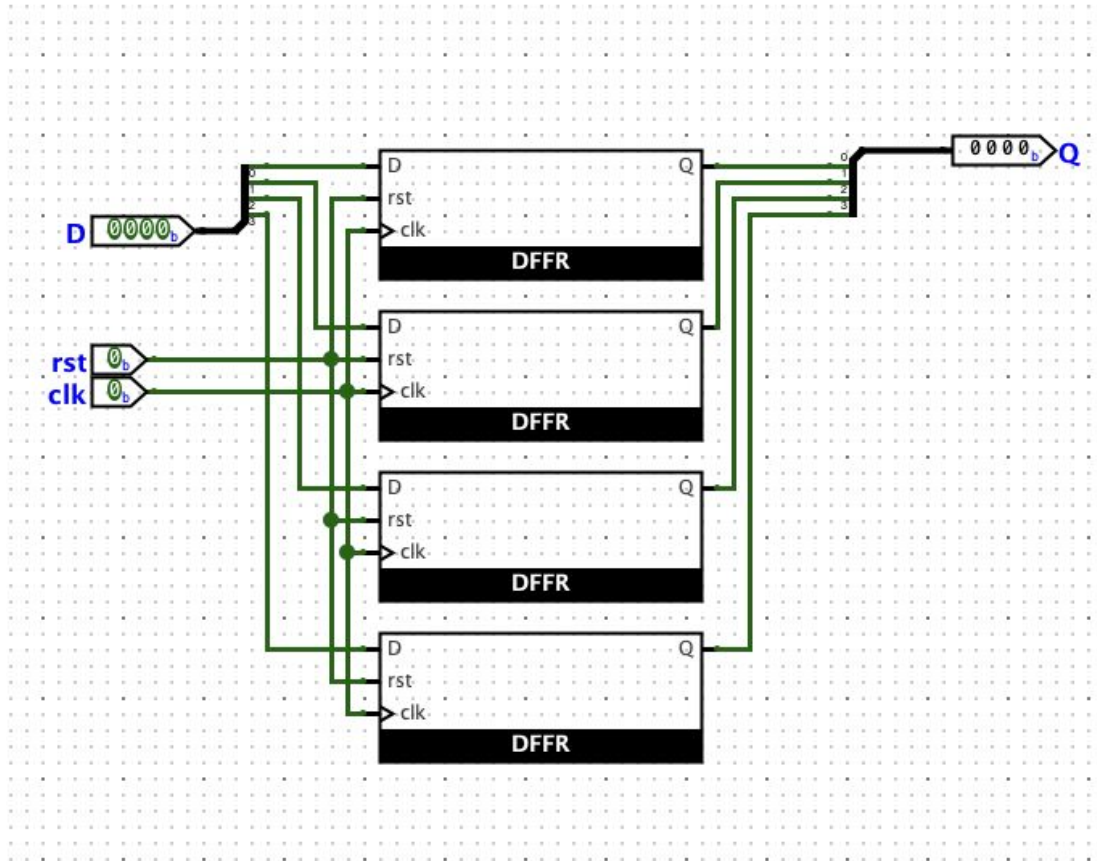 D 0000b
rst 0b
clk 0b
0
1
2
3
D Q
rst
clk
DFFR
D Q
rst
clk
DFFR
D Q
rst
clk
DFFR
D Q
rst
clk
DFFR
0
1
2
3
0000b Q